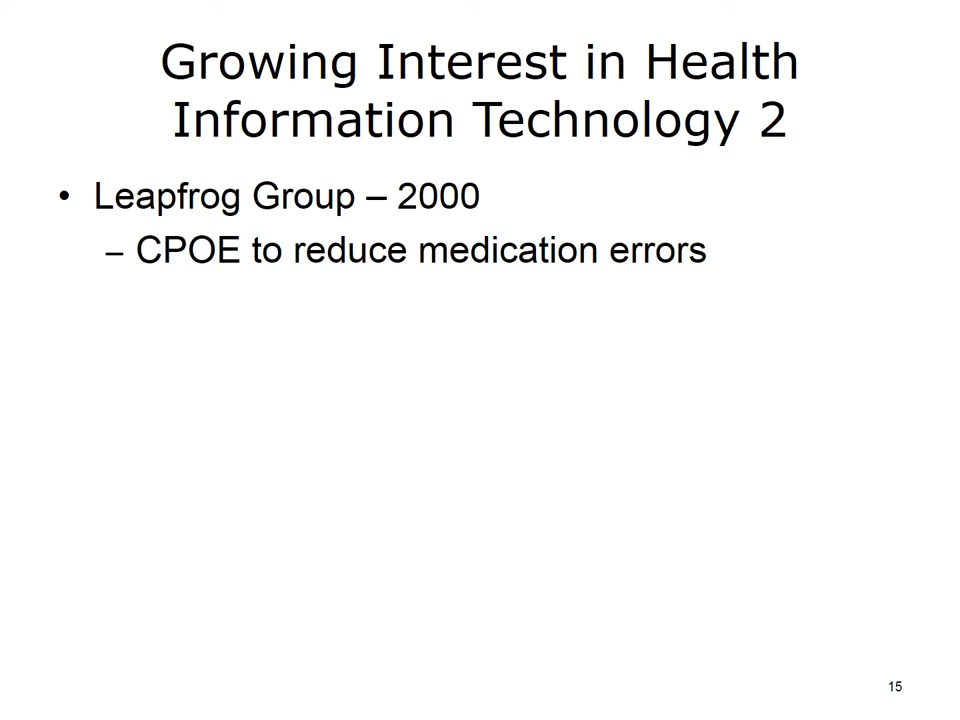 Growing Interest in Health
Information Technology 2
• Leapfrog Group – 2000
– CPOE to reduce medication errors
15